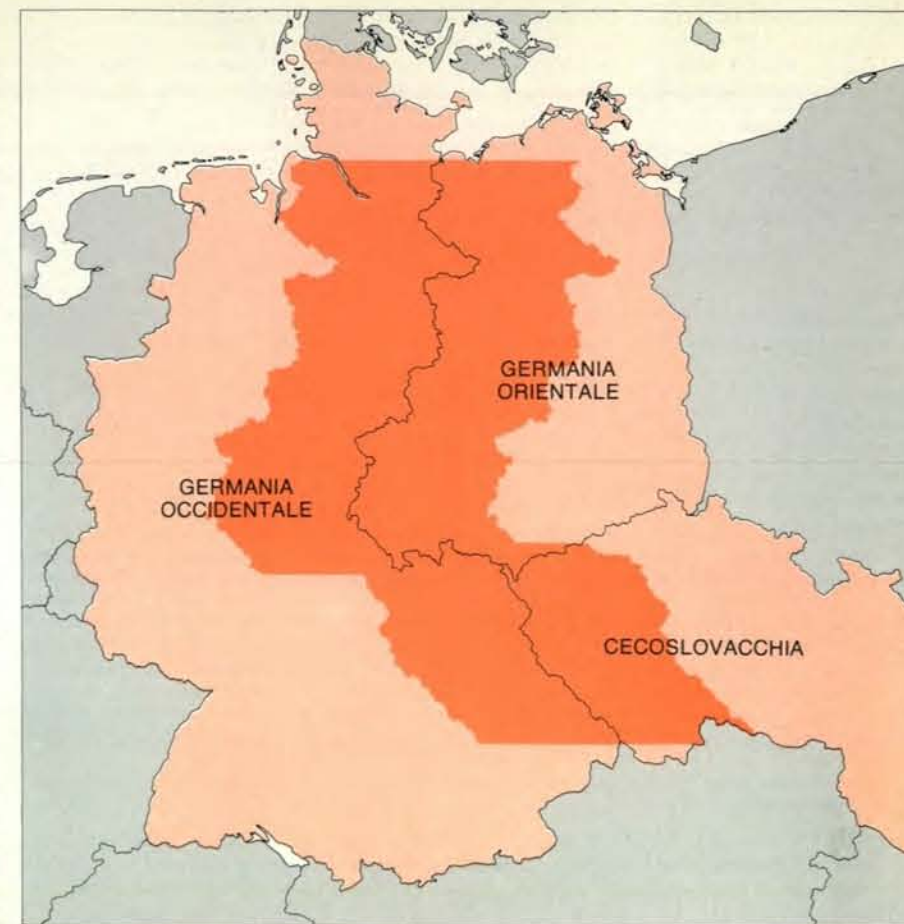 GERMANIA
ORIENTALE
GERMANIA
OCCIDENTALE
CECOSLOVACCHIA